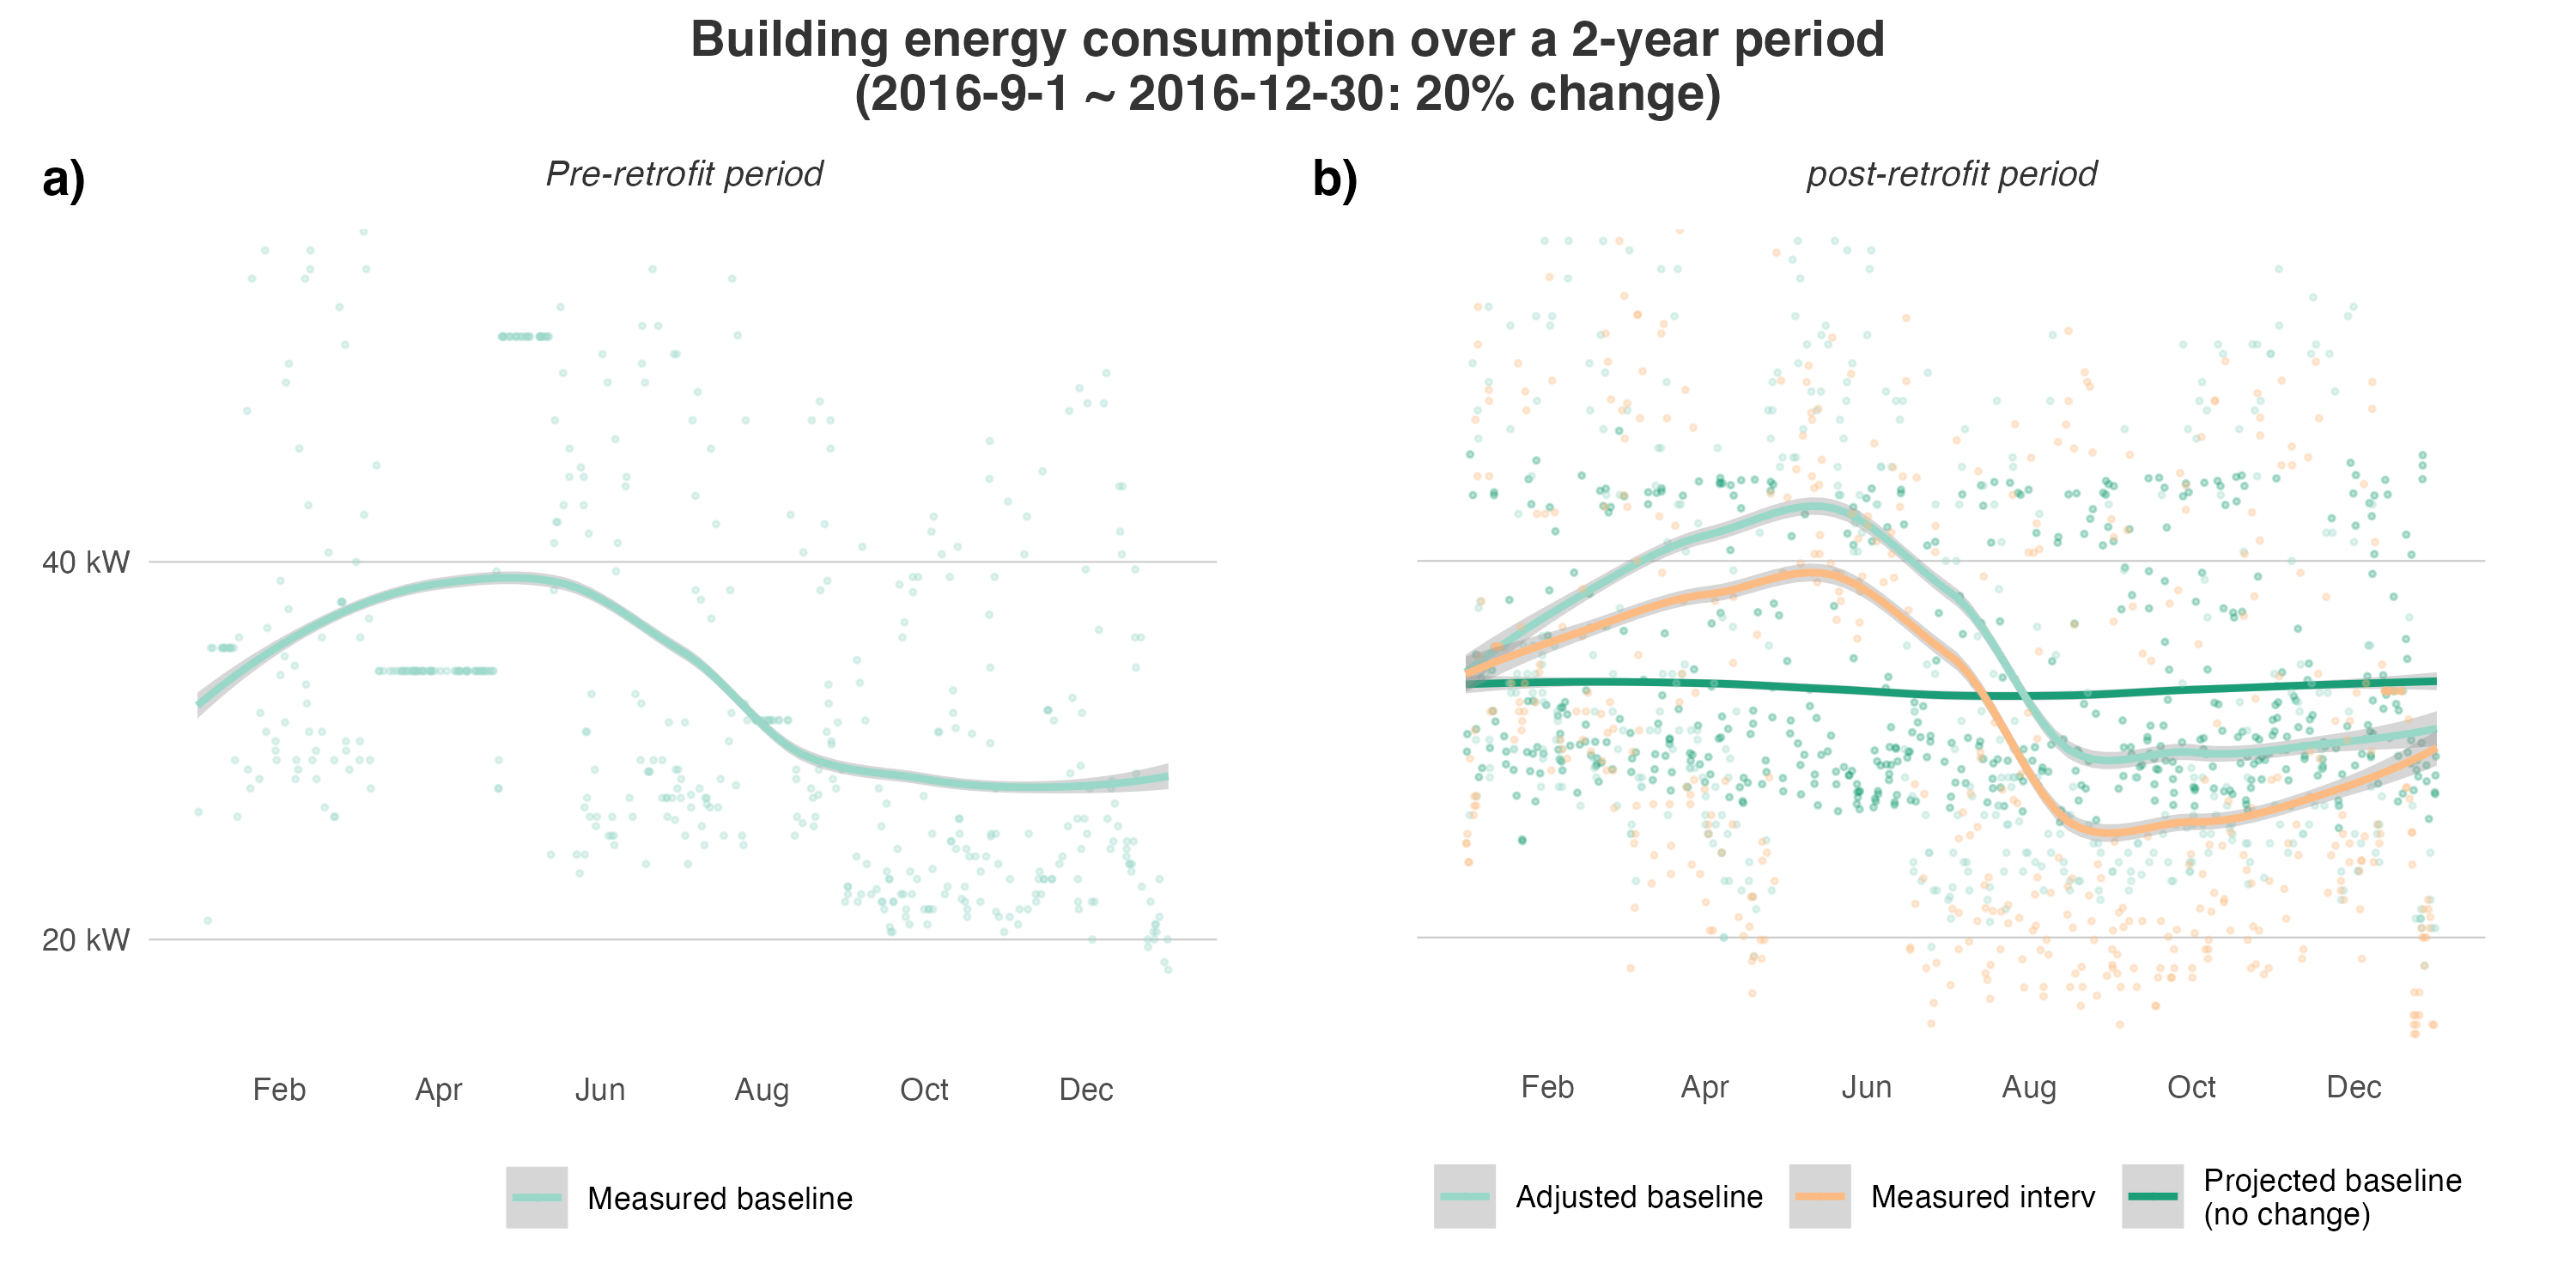 Building energy consumption over a 2-year period
(2016-9-1 ~ 2016-12-30: 20% change)
a)
Pre-retrofit period
40 kW
20 kW
Feb Apr Jun Aug Oct Dec
Measured baseline
b)
post-retrofit period
Feb Apr Jun Aug Oct Dec
Adjusted baseline
Measured interv
Projected baseline
(no change)